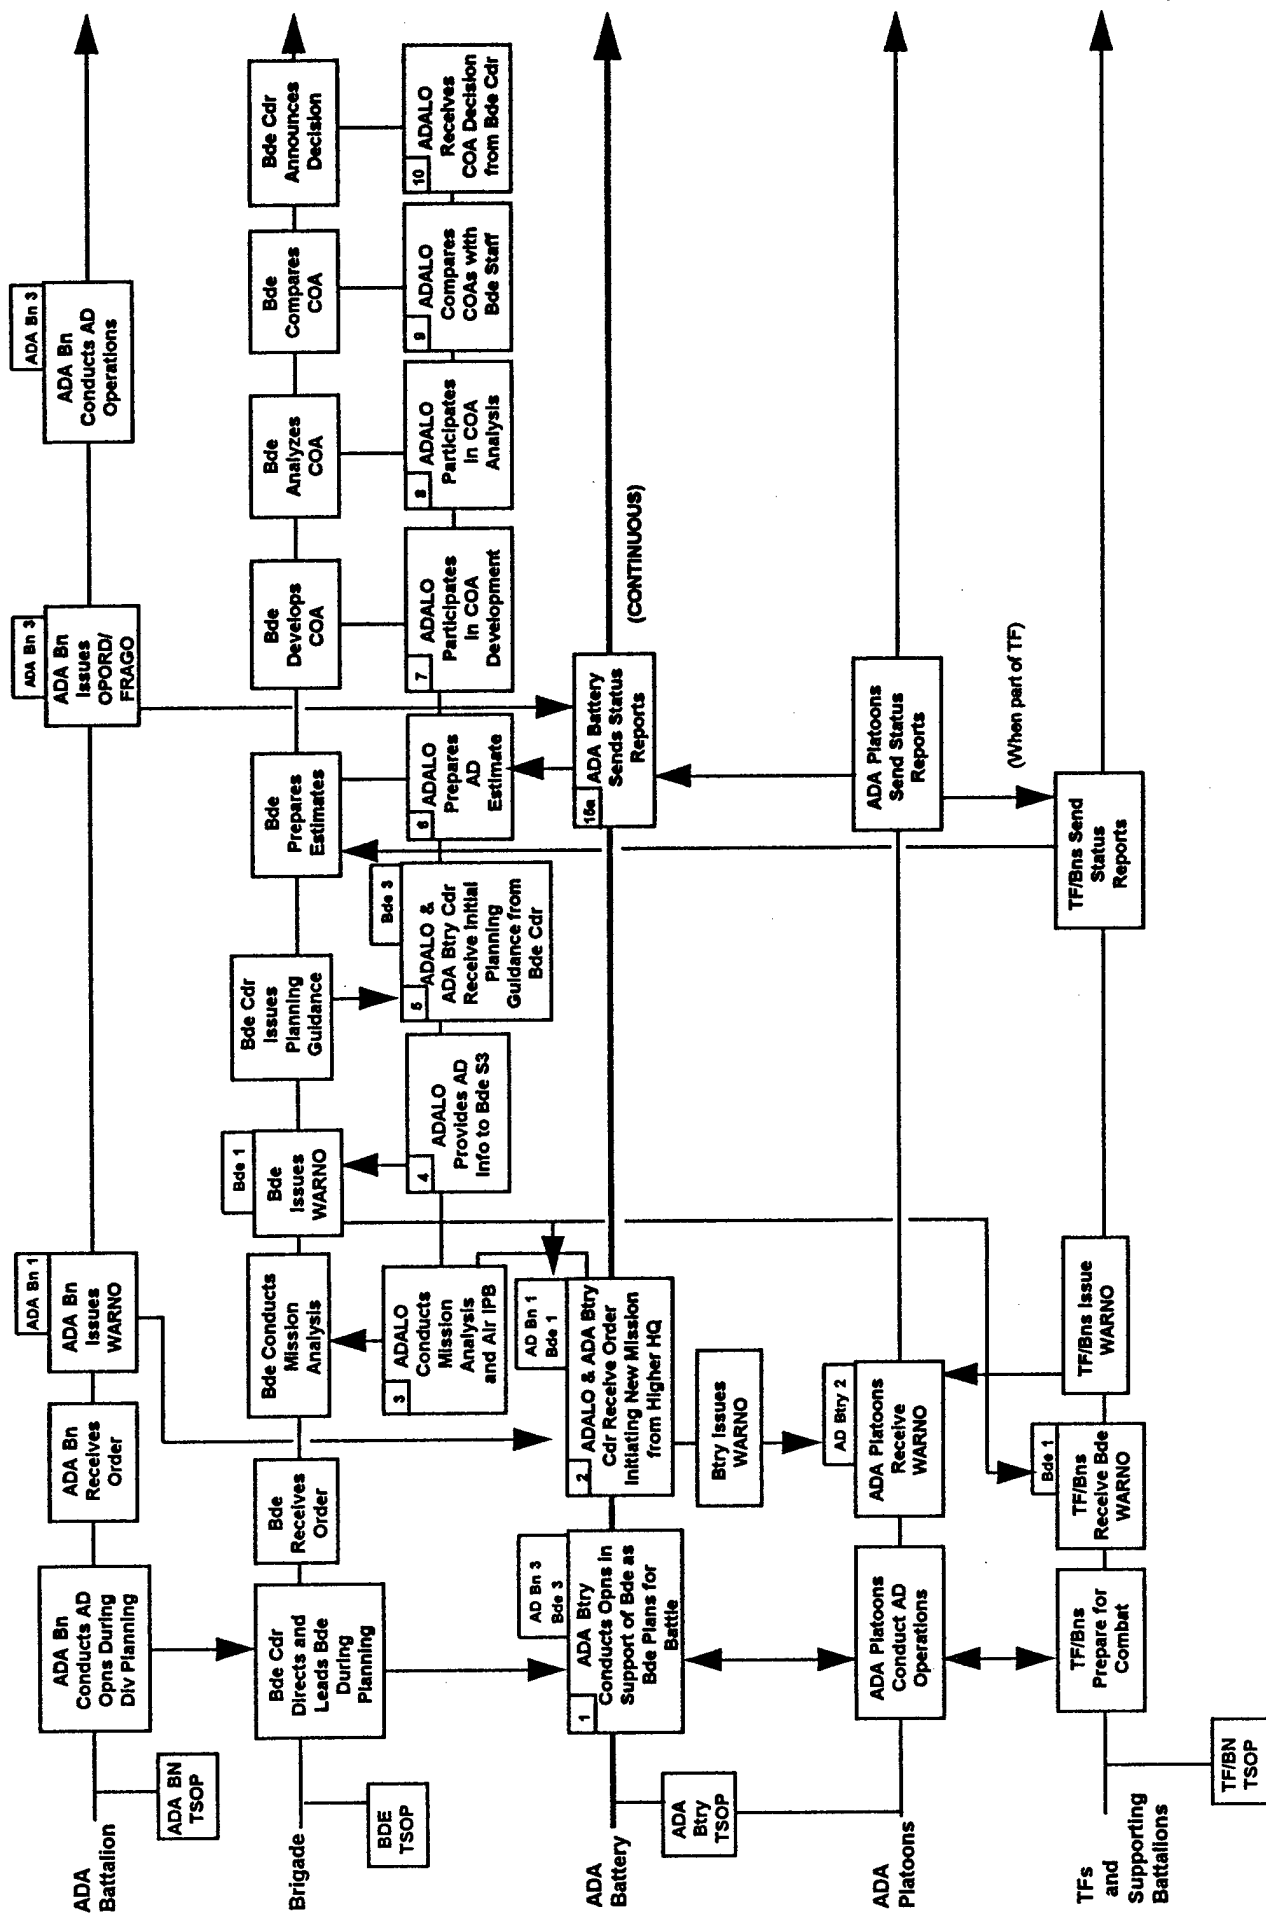 ADA
Battalion
ADA BN
TSOP
ADA Bn
Conducts AD
Opns During
Div Planning
ADA Bn
Receives
Order
ADA Bn 1
ADA Bn
Issues
WARNO
ADA Bn 3
ADA Bn
Issues
OPORD/
FRAGO
ADA Bn 3
ADA Bn
Conducts AD
Operations
Brigade
BDE
TSOP
Bde Cdr
Directs and
Leads Bde
During
Planning
Bde
Receives
Order
Bde Conducts
Mission
Analysis
Bde 1
Bde
Issues
WARNO
Bde Cdr
Issues
Planning
Guidance
Bde
Prepares
Estimates
Bde
Develops
COA
Bde
Analyzes
COA
Bde
Compares
COA
Bde Cdr
Announces
Decision
3
ADALO
Conducts
Mission
Analysis
and Air IPB
4
ADALO
Provides AD
Info to Bde S3
Bde 3
5
ADALO &
ADA Btry Cdr
Receive Initial
Planning
Guidance from
Bde Cdr
6
ADALO
Prepares
AD
Estimate
7
ADALO
Participates
in COA
Development
8
ADALO
Participates
in COA
Analysis
9
ADALO
Compares
COAs with
Bde Staff
10
ADALO
Receives
COA Decision
from Bde Cdr
ADA
Battery
ADA
Btry
TSOP
AD Bn 3
Bde 3
1
ADA Btry
Conducts Opns in
Support of Bde as
Bde Plans for
Battle
AD Bn 1
Bde 1
2
ADALO & ADA Btry
Cdr Receive Order
Initiating New Mission
from Higher HQ
Btry Issues
WARNO
15a
ADA Battery
Sends Status
Reports
(CONTINUOUS)
ADA
Platoons
ADA Platoons
Conduct AD
Operations
AD Btry 2
ADA Platoons
Receive
WARNO
ADA Platoons
Send Status
Reports
(When part of TF)
TFs
and
Supporting
Battalions
TF/BN
TSOP
TF/Bns
Prepare for
Combat
Bde 1
TF/Bns
Receive Bde
WARNO
TF/Bns Issue
WARNO
TF/Bns Send
Status
Reports